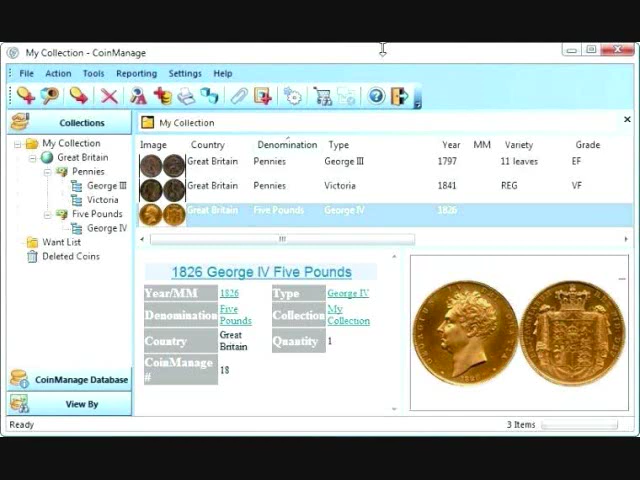 My Collection - CoinManage
File Action Tools Reporting Settings Help
Collections
My Collection
Great Britain
Pennies
George III
Victoria
Five Pounds
George IV
Want List
Deleted Coins
CoinManage Database
View By
My Collection
Image Country Denomination Type Year MM Variety Grade
Great Britain Pennies George III 1797 11 leaves EF
Great Britain Pennies Victoria 1841 REG VF
Great Britain Five Pounds George IV 1826
1826 George IV Five Pounds
Year/MM 1826 Type George IV
Denomination Five Pounds Collection My Collection
Country Great Britain Quantity 1
CoinManage # 18
Ready 3 Items